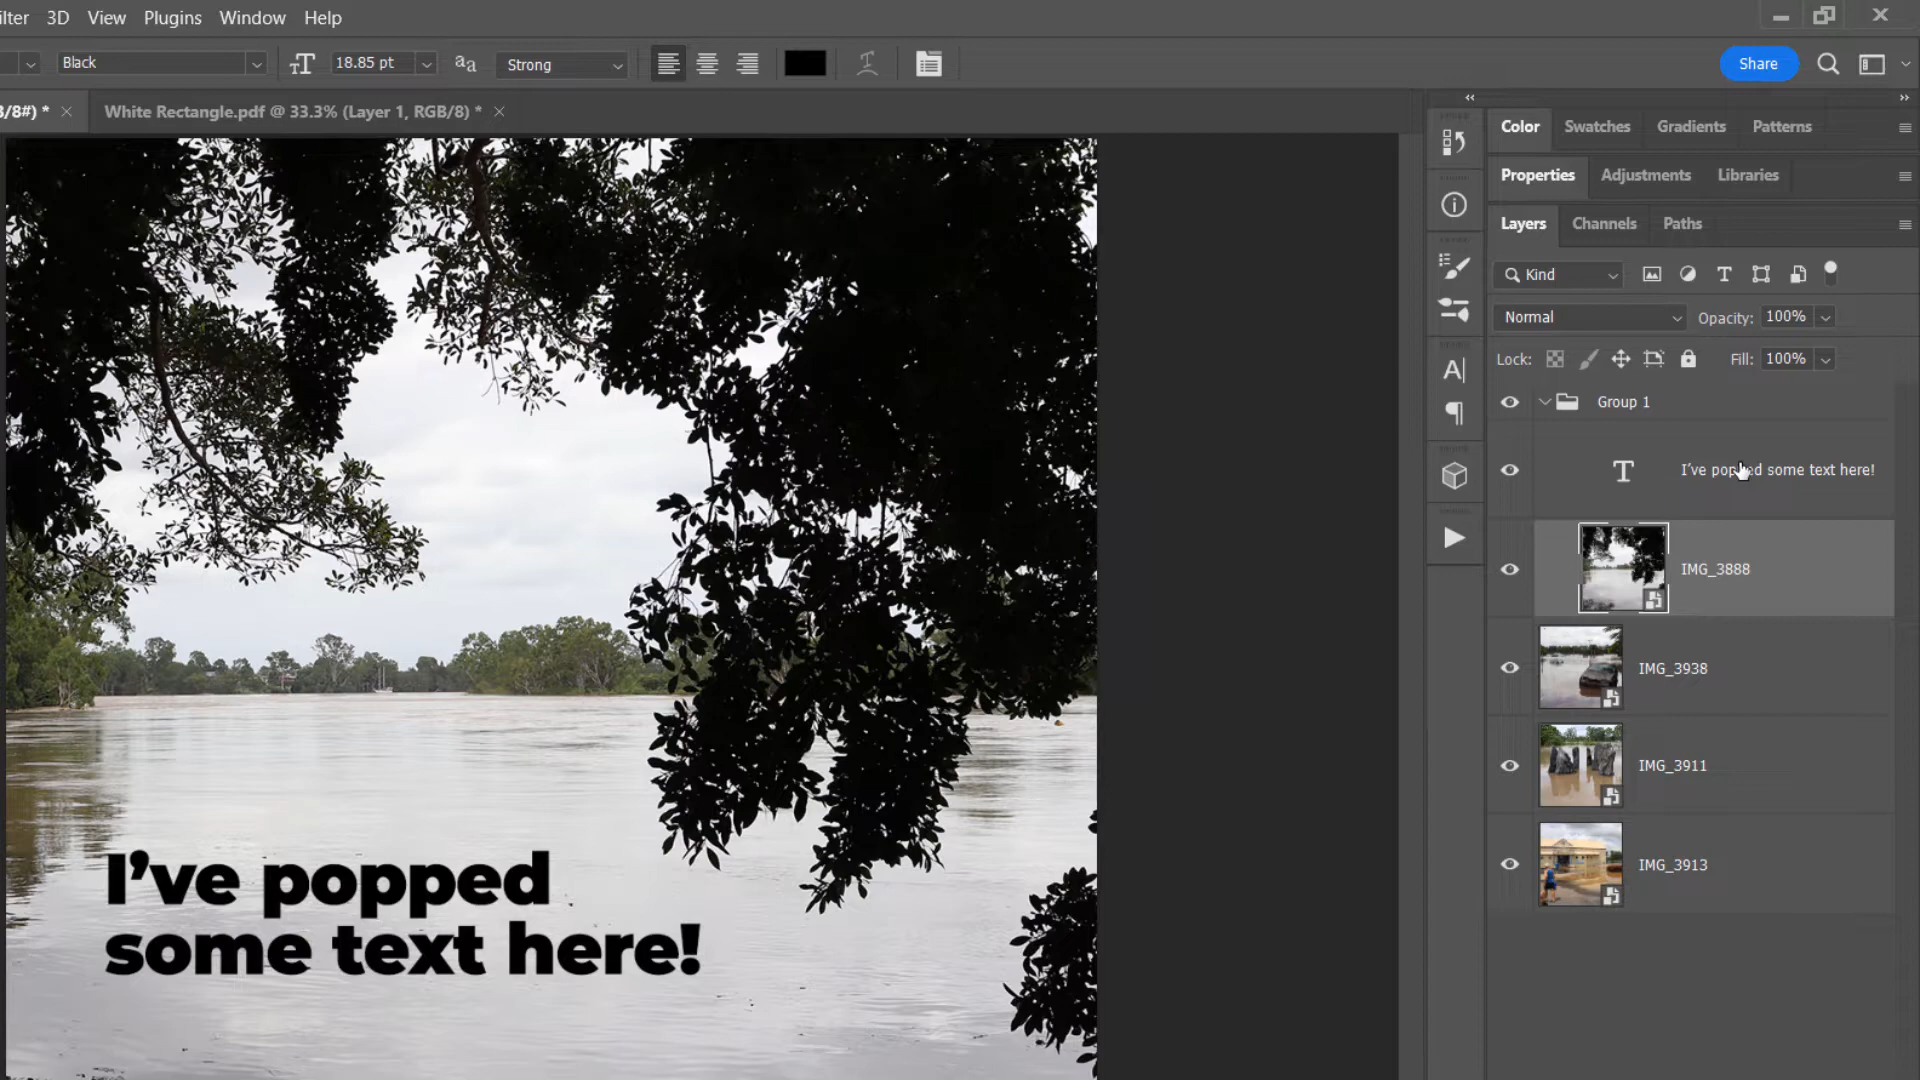 ilter 3D View Plugins Window Help
Black 18.85 pt aa Strong Share
/8#) * × White Rectangle.pdf @ 33.3% (Layer 1, RGB/8) * ×
Color Swatches Gradients Patterns
Properties Adjustments Libraries
Layers Channels Paths
Kind
Normal Opacity: 100%
Lock: Fill: 100%
Group 1
I've popped some text here!
IMG_3888
IMG_3938
IMG_3911
IMG_3913
I’ve popped
some text here!